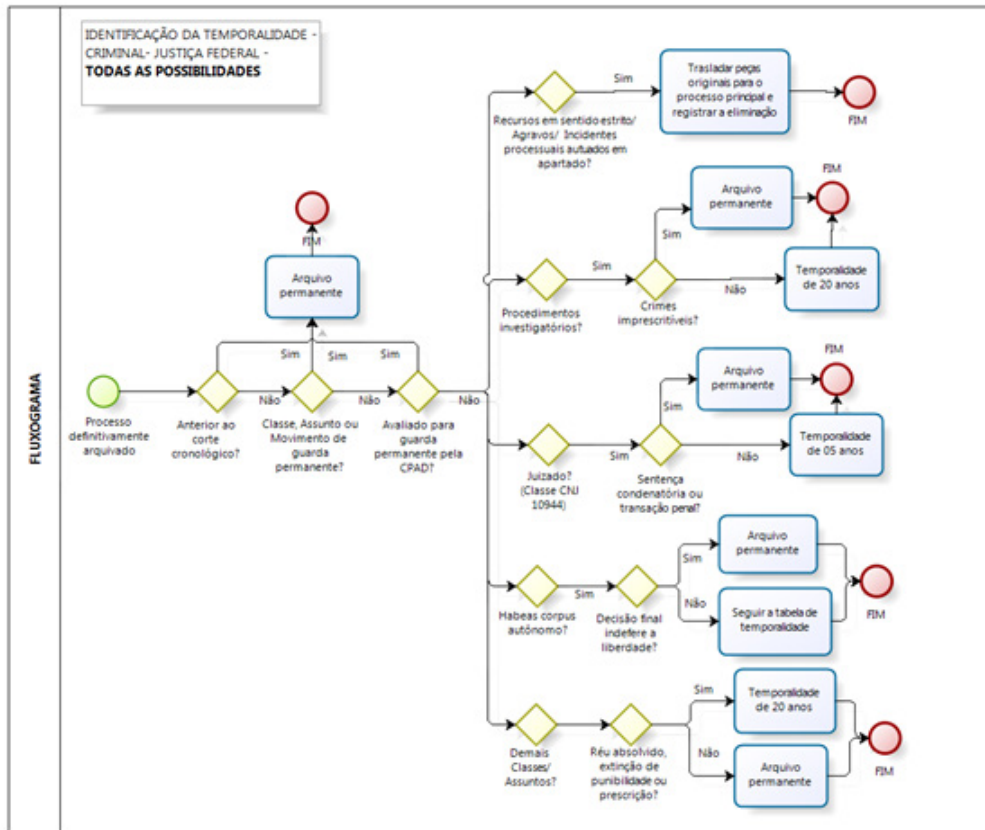 IDENTIFICAÇÃO DA TEMPORALIDADE -
CRIMINAL- JUSTIÇA FEDERAL -
TODAS AS POSSIBILIDADES
FLUXOGRAMA
Processo
definitivamente
arquivado
Anterior ao
corte
cronológico?
Sim
Não
Classe, Assunto ou
Movimento de
guarda
permanente?
Sim
Não
Avaliado para
guarda
permanente pela
CPAD?
Sim
Não
Arquivo
permanente
FIM
Recursos em sentido estrito/
Agravos/ Incidentes
processuais autuados em
apartado?
Sim
Trasladar peças
originais para o
processo principal e
registrar a eliminação
FIM
Procedimentos
investigatórios?
Sim
Crimes
imprescritíveis?
Sim
Arquivo
permanente
Não
Temporalidade
de 20 anos
FIM
Juizado?
(Classe CNJ
10944)
Sim
Sentença
condenatória ou
transação penal?
Sim
Arquivo
permanente
Não
Temporalidade
de 05 anos
FIM
Habeas corpus
autônomo?
Sim
Decisão final
indefere a
liberdade?
Sim
Arquivo
permanente
Não
Seguir a tabela de
temporalidade
FIM
Demais
Classes/
Assuntos?
Réu absolvido,
extinção de
punibilidade ou
prescrição?
Sim
Temporalidade
de 20 anos
Não
Arquivo
permanente
FIM